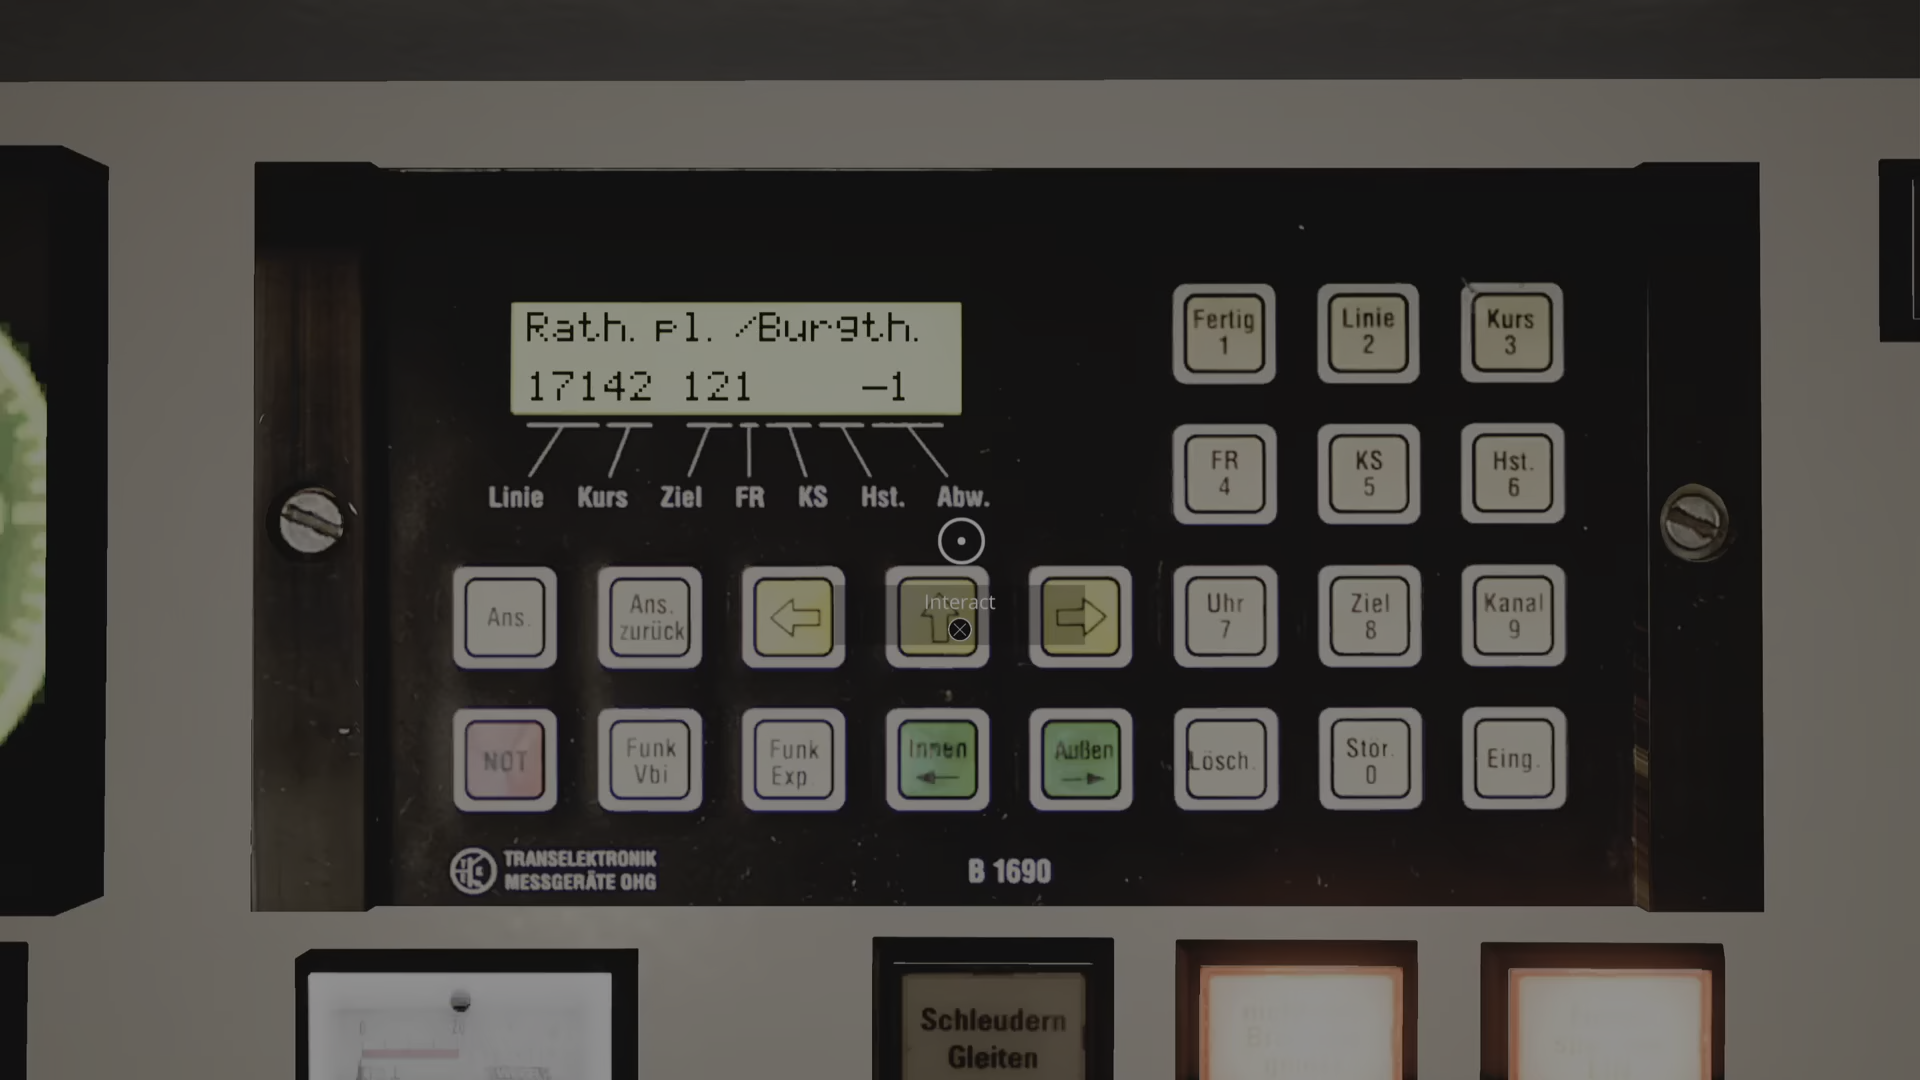 Rath. pl. /Burgth.
17142 121 −1
Linie Kurs Ziel FR KS Hst. Abw.
Fertig
1
Linie
2
Kurs
3
FR
4
KS
5
Hst.
6
Ans.
Ans.
zurück
Interact
Uhr
7
Ziel
8
Kanal
9
NOT
Funk
Vbi
Funk
Exp.
Innen
Außen
Lösch.
Stör.
0
Eing.
TRANSELEKTRONIK
MESSGERÄTE OHG
B 1690
0 20
Schleudern
Gleiten